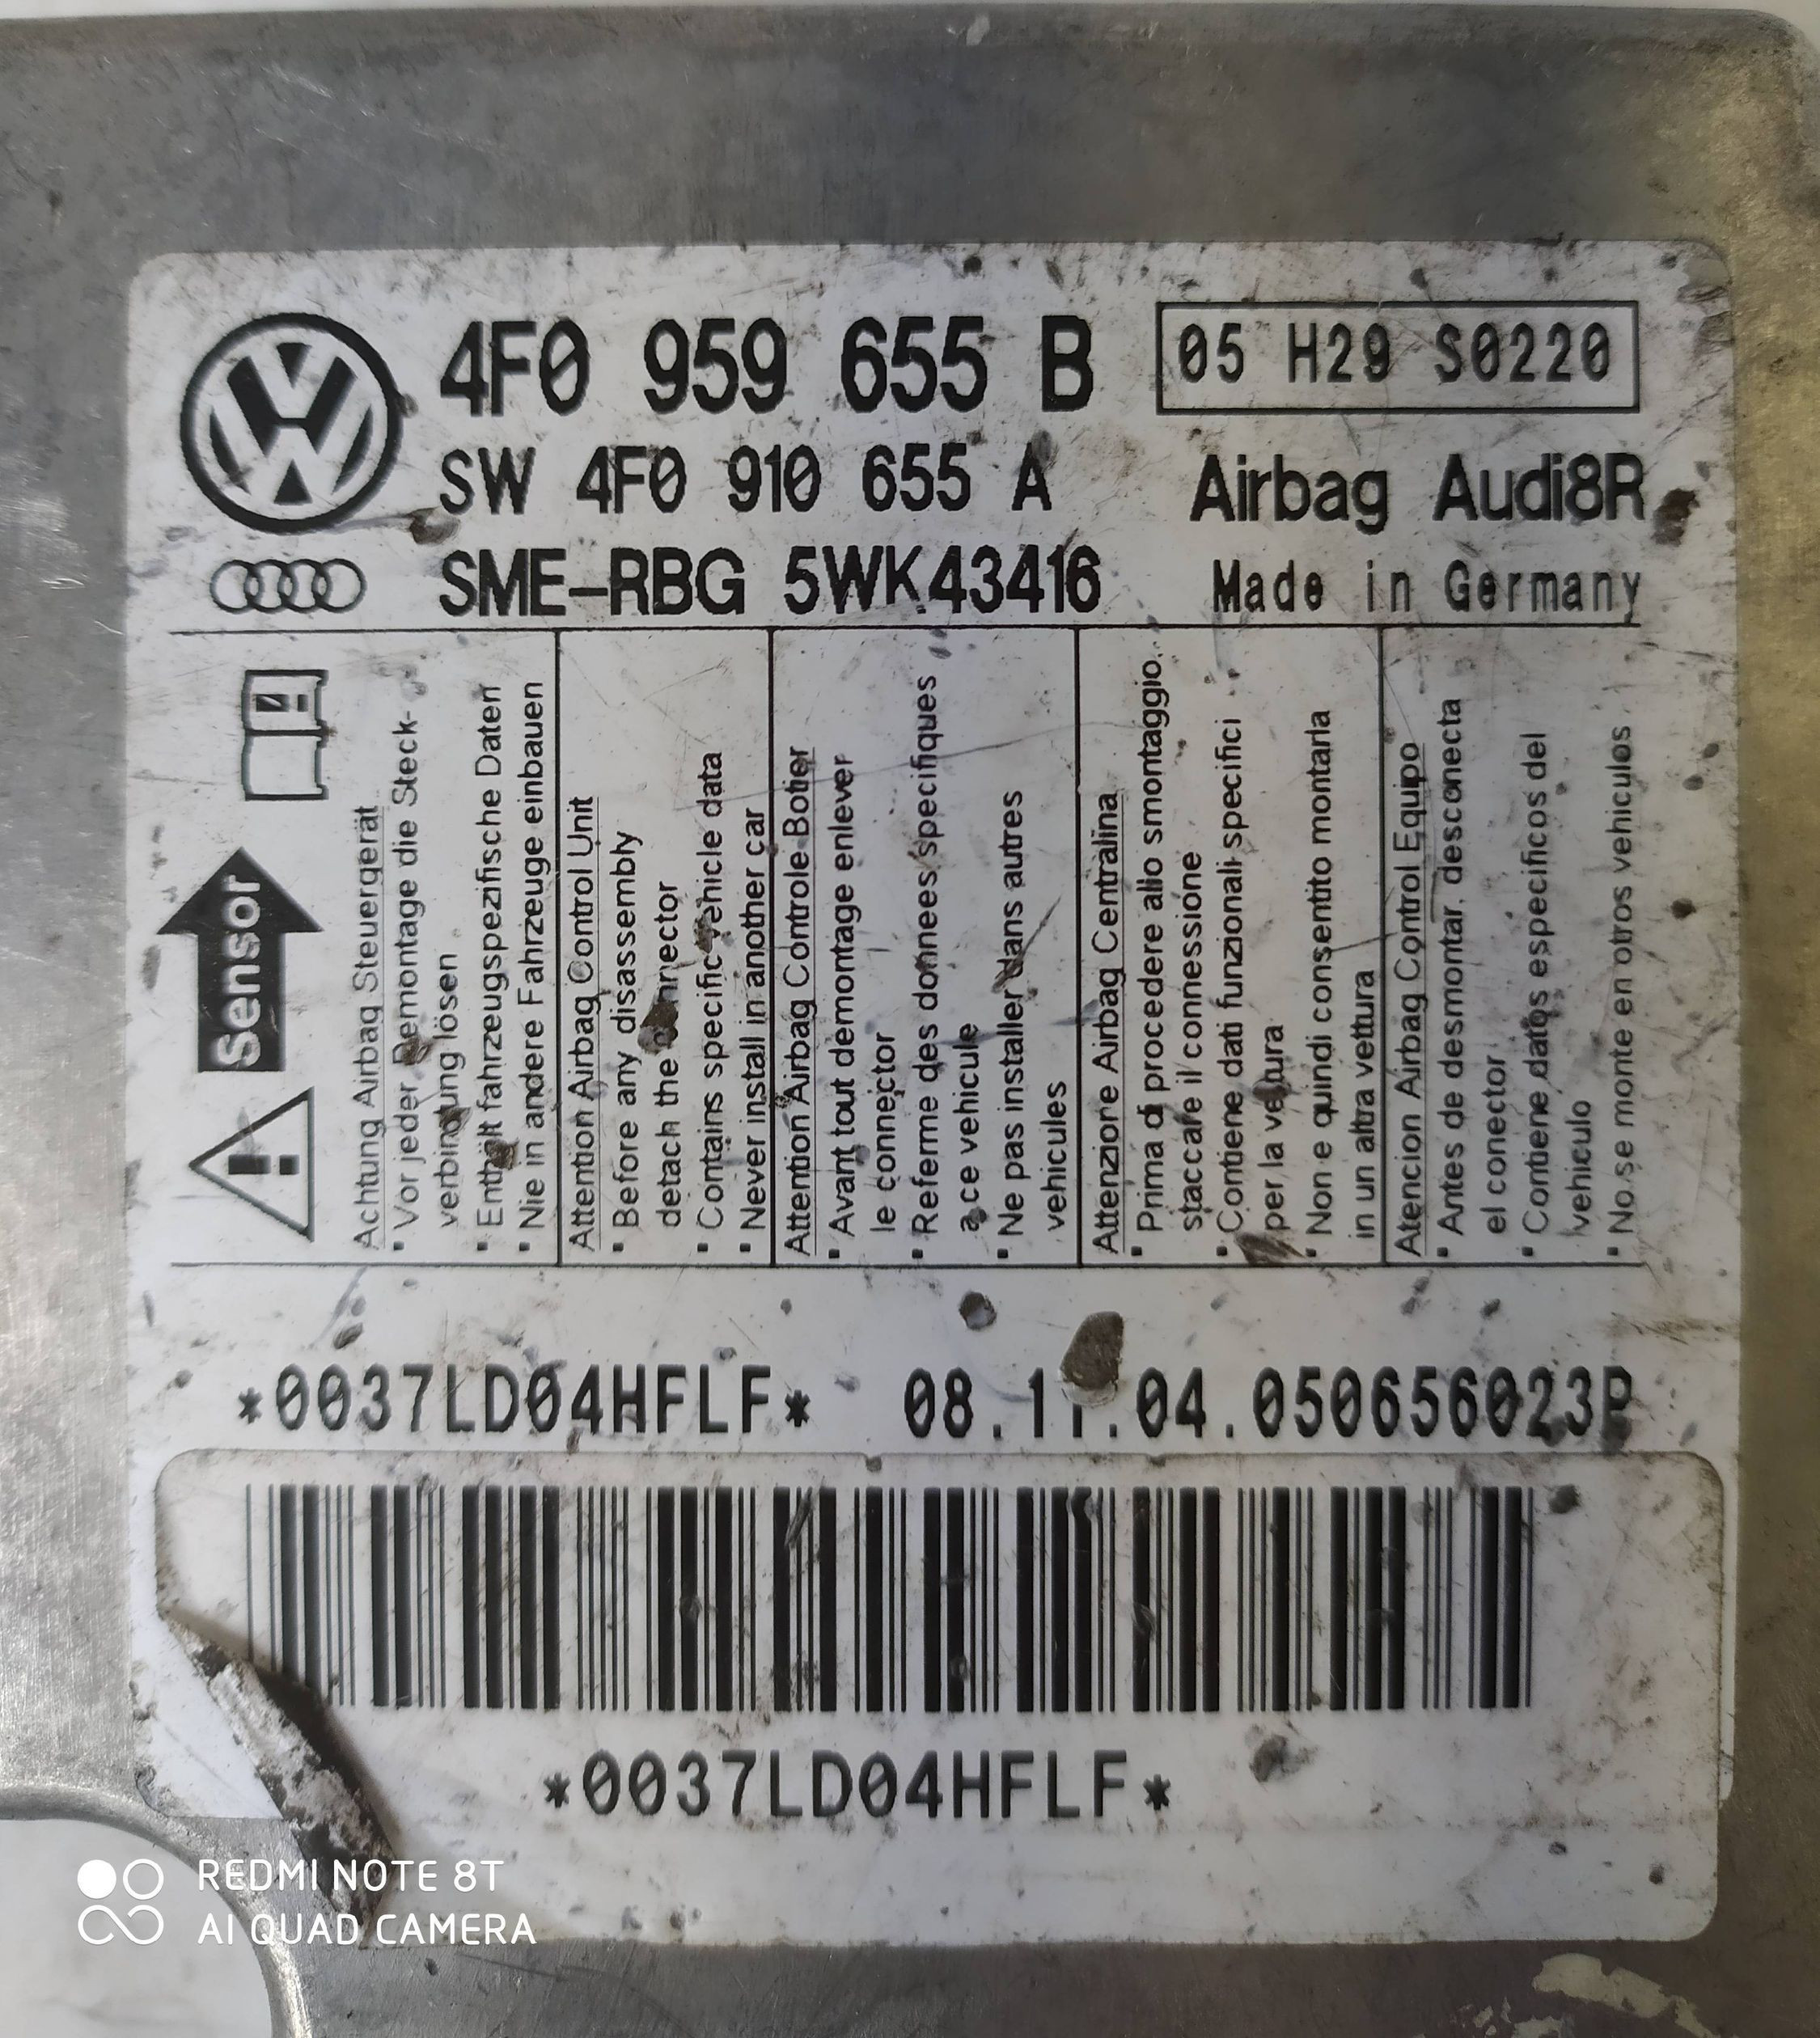 4F0 959 655 B
05 H29 S0220
SW 4F0 910 655 A
Airbag Audi8R
SME-RBG 5WK43416
Made in Germany
Sensor
Achtung Airbag Steuergerät
▪ Vor jeder Demontage die Steck-
verbindung lösen
▪ Enthält fahrzeugspezifische Daten
▪ Nie in andere Fahrzeuge einbauen
Attention Airbag Control Unit
▪ Before any disassembly
detach the connector
▪ Contains specific vehicle data
▪ Never install in another car
Attention Airbag Controle Botier
▪ Avant tout demontage enlever
le connector
▪ Referme des donnees specifiques
a ce vehicule
▪ Ne pas installer dans autres
vehicules
Attenzione Airbag Centralina
▪ Prima di procedere allo smontaggio
staccare il connessione
▪ Contiene dati funzionali specifici
per la vettura
▪ Non e quindi consentito montarla
in un altra vettura
Atencion Airbag Control Equipo
▪ Antes de desmontar, desconecta
el conector
▪ Contiene datos especificos del
vehiculo
▪ No se monte en otros vehiculos
*0037LD04HFLF* 08.11.04.050656023P
*0037LD04HFLF*
REDMI NOTE 8T
AI QUAD CAMERA